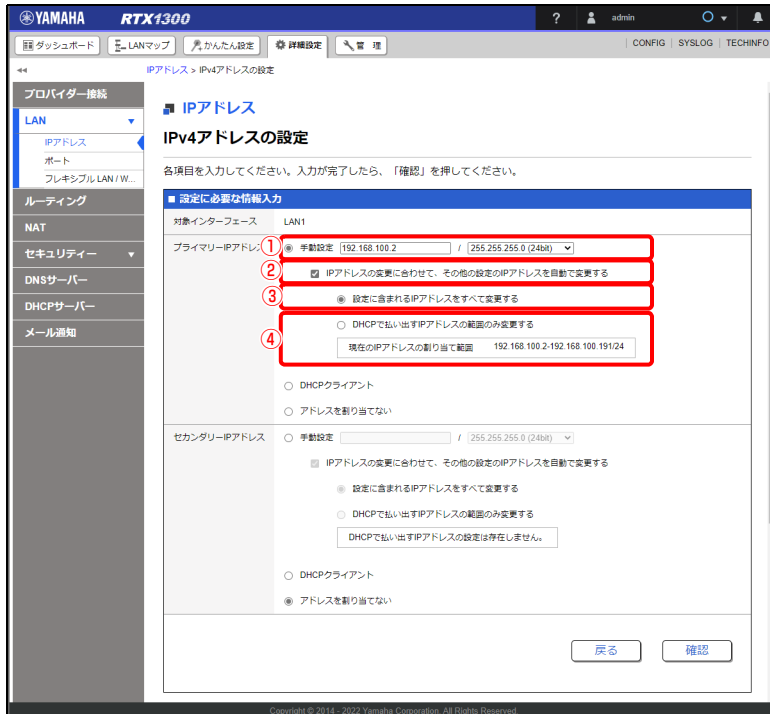 YAMAHA RTX1300 ? admin
ダッシュボード LANマップ かんたん設定 詳細設定 管 理 CONFIG SYSLOG TECHINFO
IPアドレス > IPv4アドレスの設定
プロバイダー接続
LAN
IPアドレス
ポート
フレキシブル LAN / W...
ルーティング
NAT
セキュリティー
DNSサーバー
DHCPサーバー
メール通知
IPアドレス
IPv4アドレスの設定
各項目を入力してください。入力が完了したら、「確認」を押してください。
■ 設定に必要な情報入力
対象インターフェース LAN1
プライマリーIPアドレス ① 手動設定 192.168.100.2 / 255.255.255.0 (24bit)
② IPアドレスの変更に合わせて、その他の設定のIPアドレスを自動で変更する
③ 設定に含まれるIPアドレスをすべて変更する
④ DHCPで払い出すIPアドレスの範囲のみ変更する
現在のIPアドレスの割り当て範囲 192.168.100.2-192.168.100.191/24
DHCPクライアント
アドレスを割り当てない
セカンダリーIPアドレス 手動設定 / 255.255.255.0 (24bit)
IPアドレスの変更に合わせて、その他の設定のIPアドレスを自動で変更する
設定に含まれるIPアドレスをすべて変更する
DHCPで払い出すIPアドレスの範囲のみ変更する
DHCPで払い出すIPアドレスの設定は存在しません。
DHCPクライアント
アドレスを割り当てない
戻る 確認
Copyright © 2014 - 2022 Yamaha Corporation. All Rights Reserved.